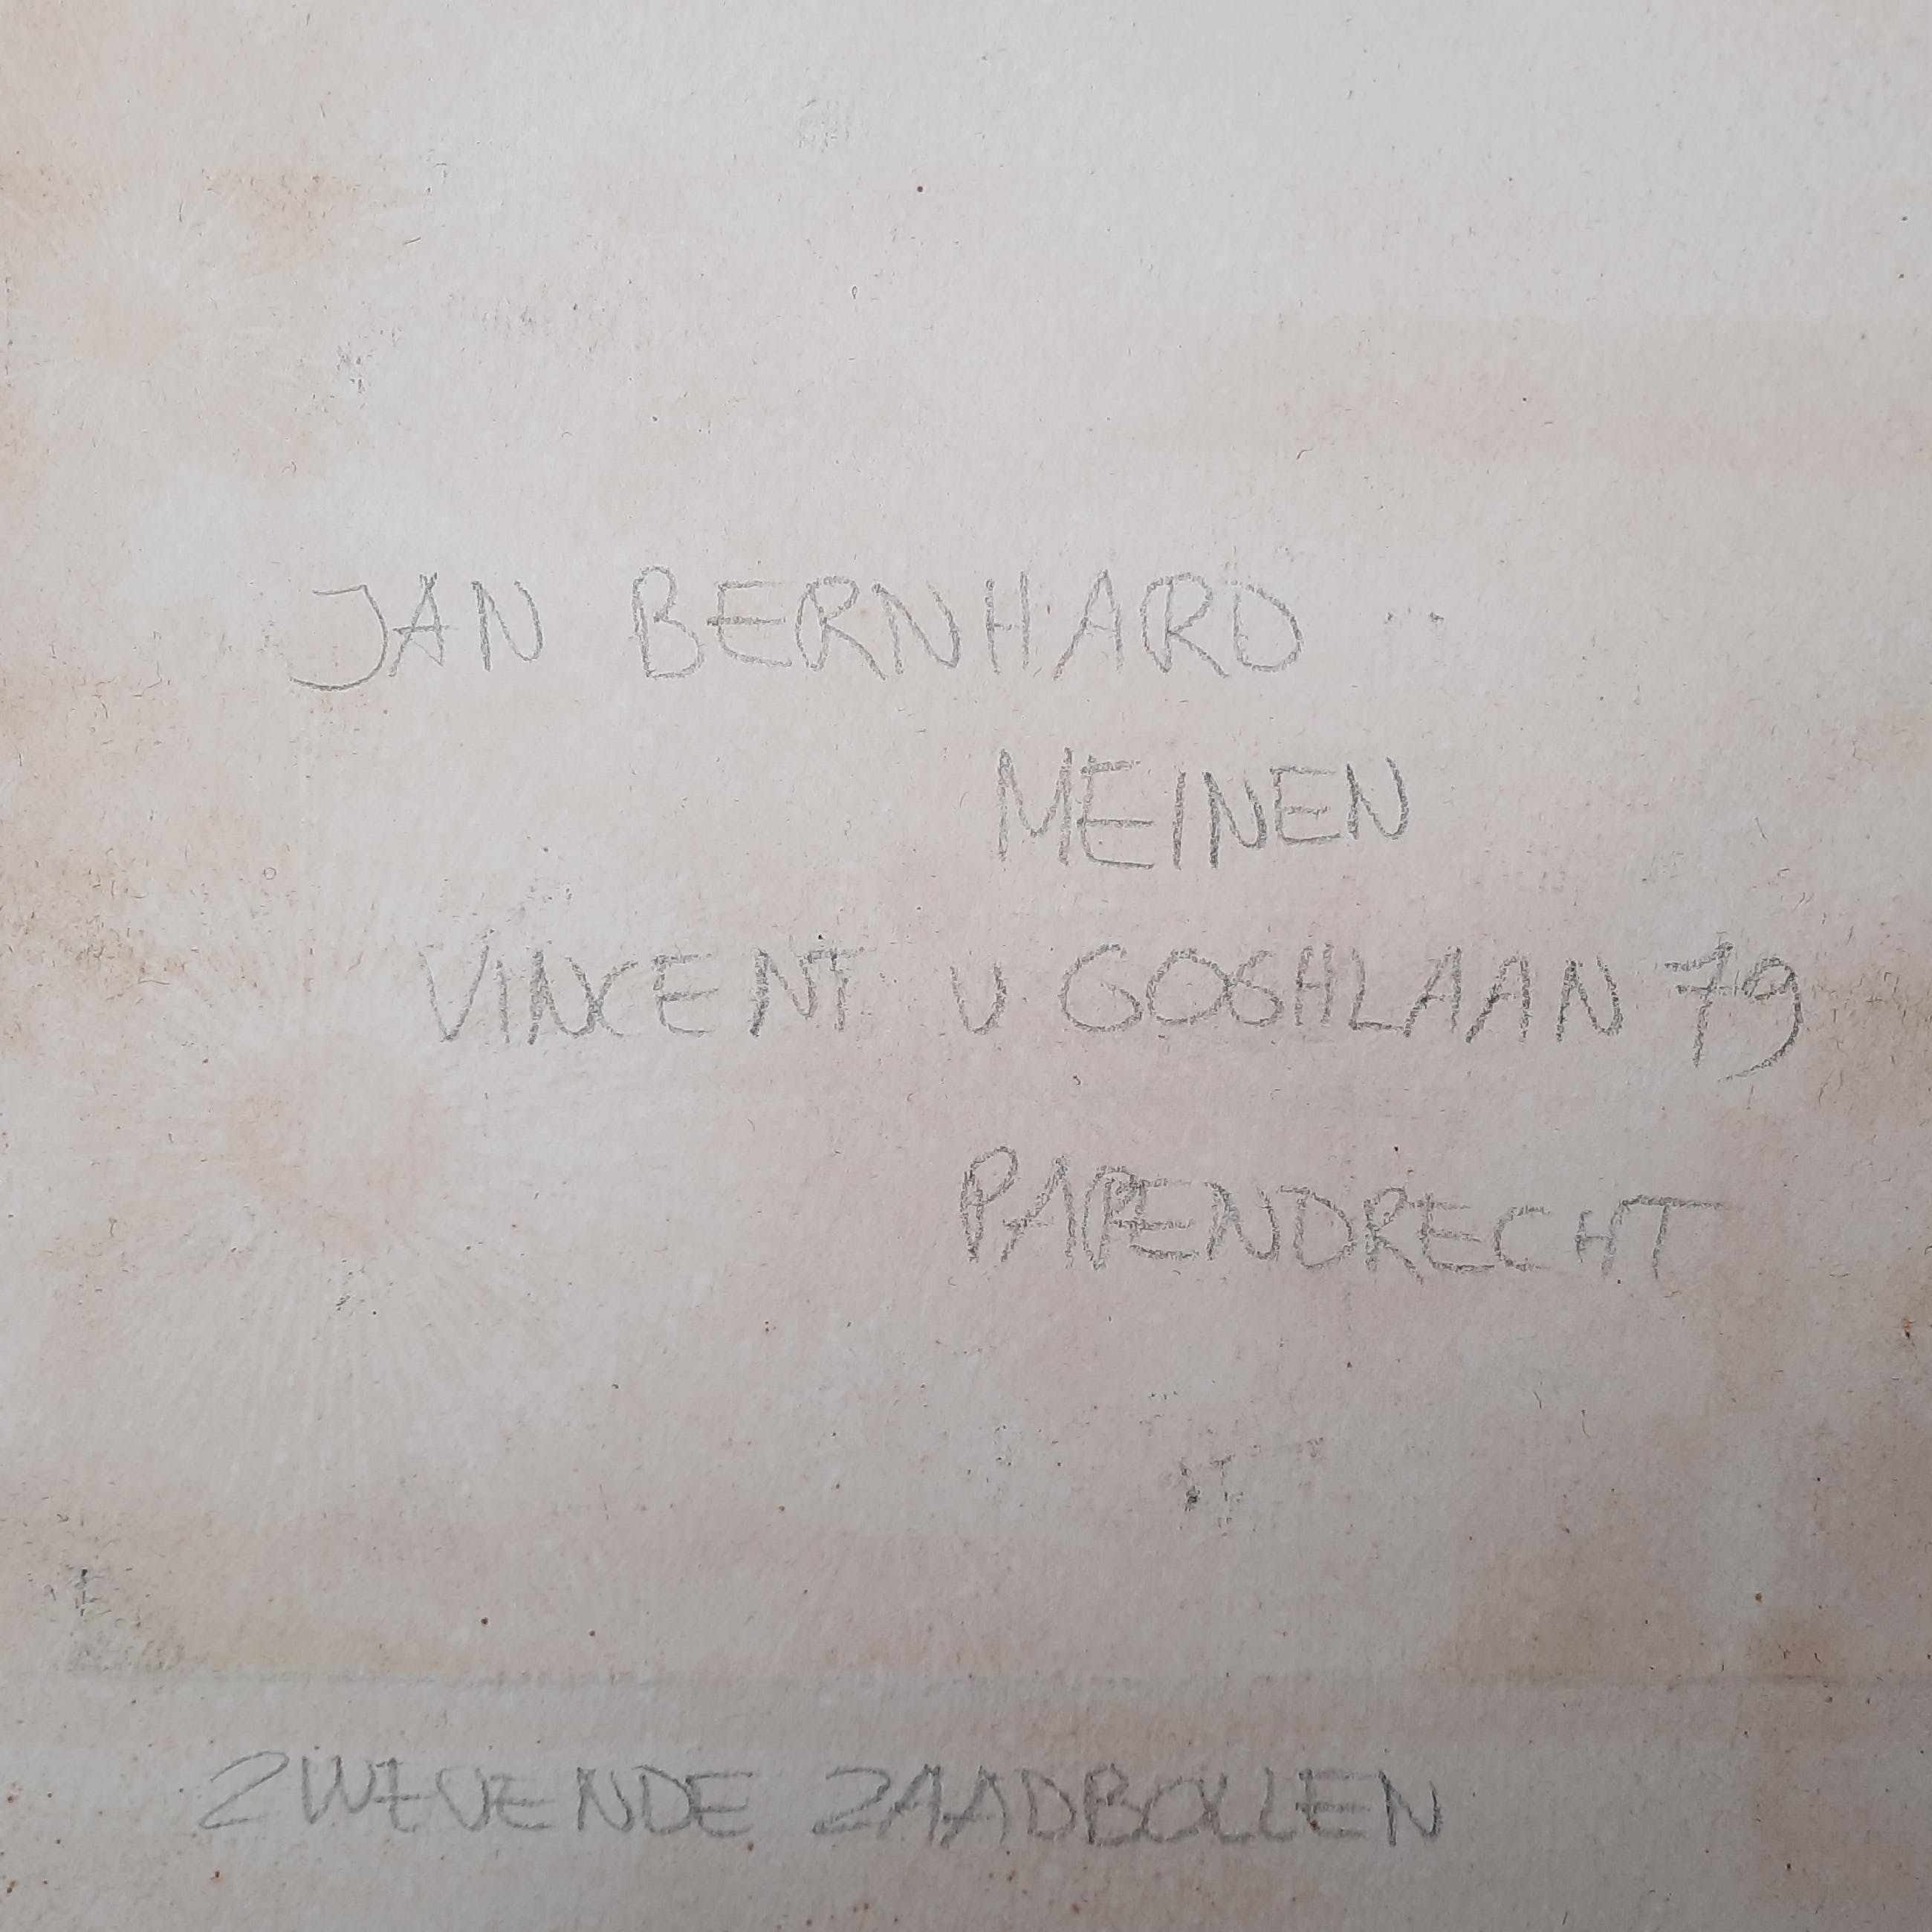 JAN BERNHARD ..
MEINEN
VINCENT V GOGHLAAN 79
PAPENDRECHT
ZWEVENDE ZAADBOLLEN